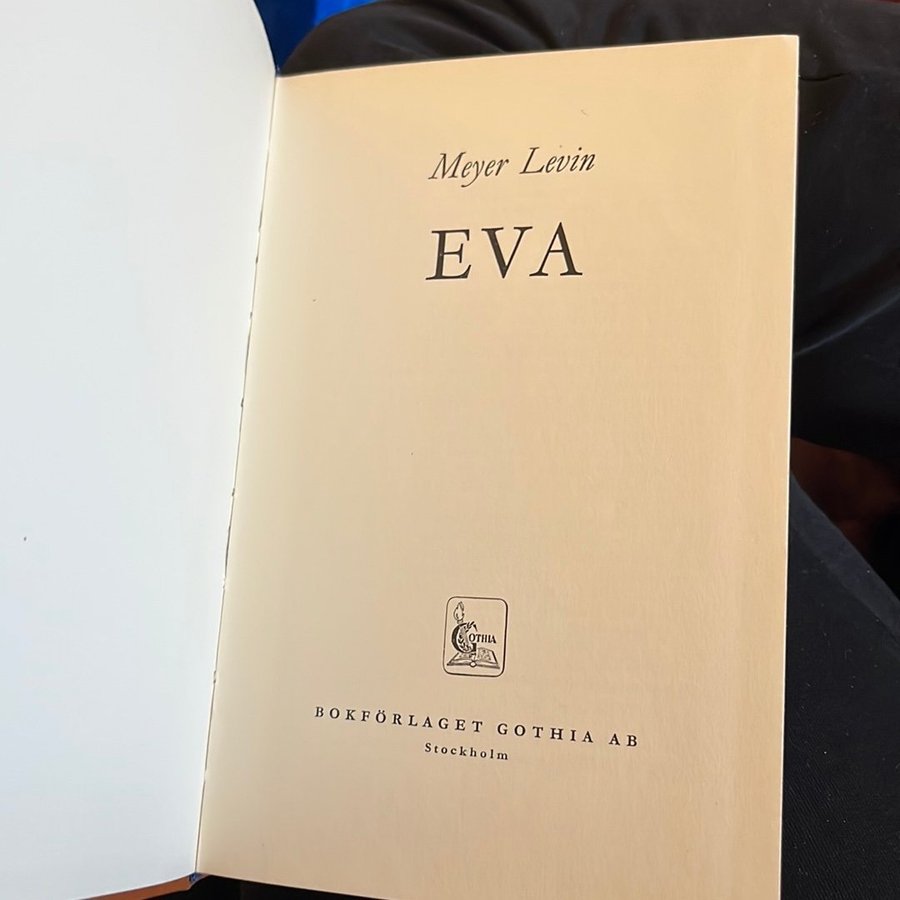 Meyer Levin
EVA
GOTHIA
BOKFÖRLAGET GOTHIA AB
Stockholm